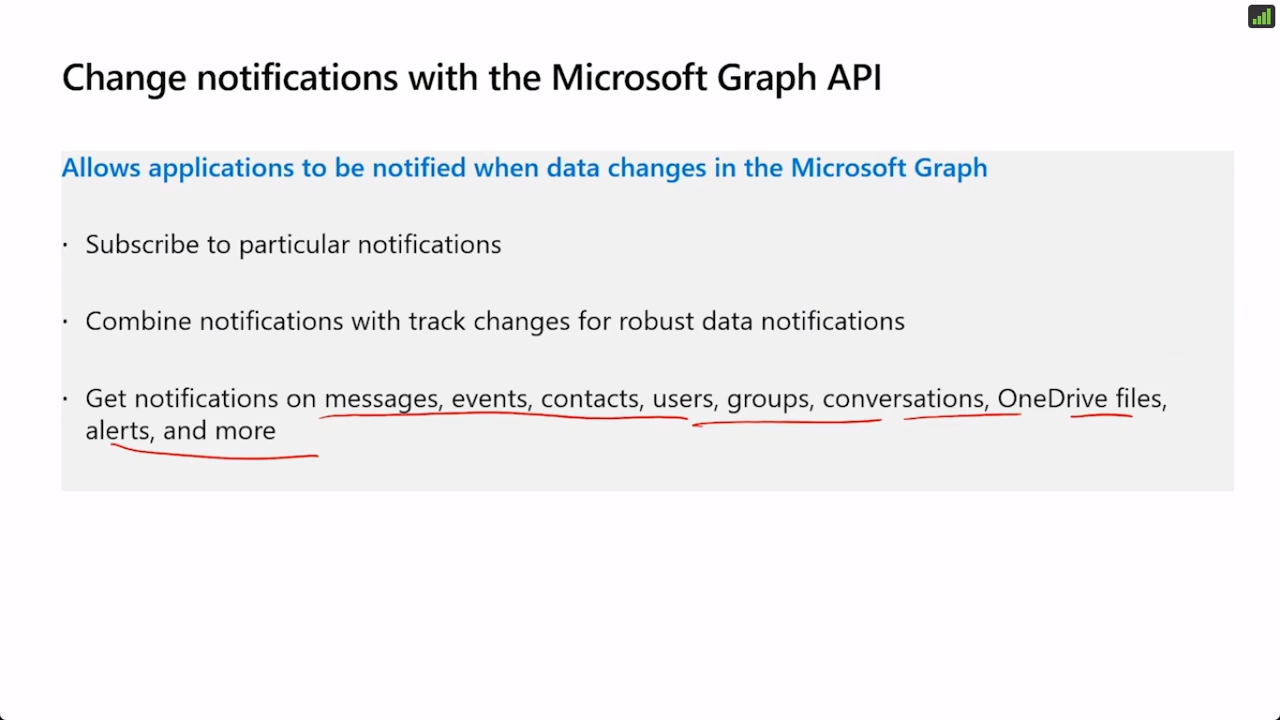 Change notifications with the Microsoft Graph API
Allows applications to be notified when data changes in the Microsoft Graph
· Subscribe to particular notifications
· Combine notifications with track changes for robust data notifications
· Get notifications on messages, events, contacts, users, groups, conversations, OneDrive files,
alerts, and more